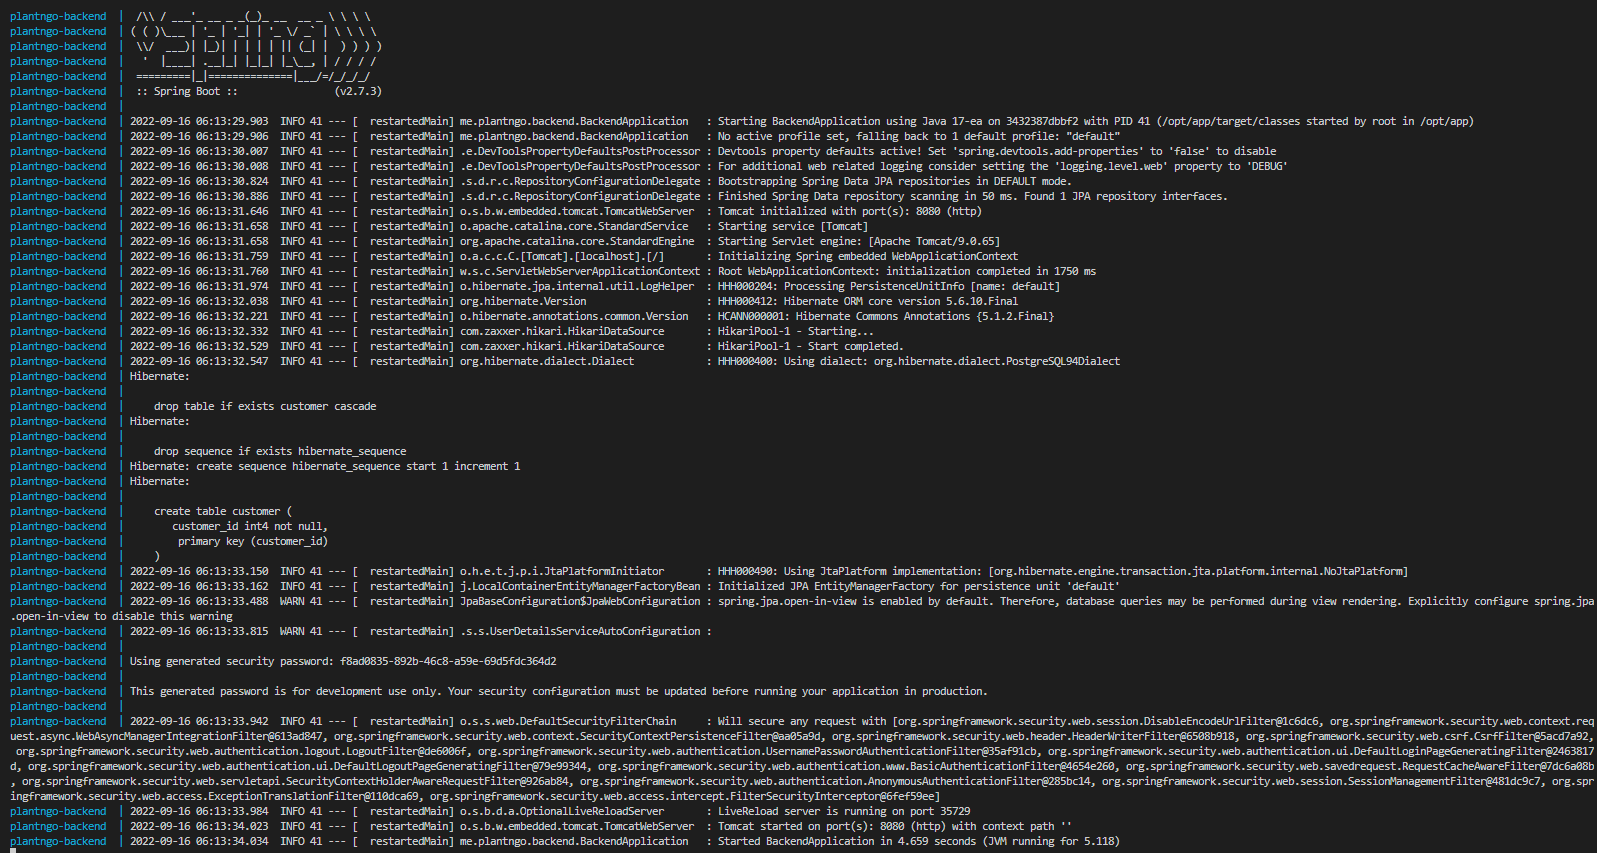 plantngo-backend  |  /\\ / ___'_ __ _ _(_)_ __  __ _ \ \ \ \
plantngo-backend  | ( ( )\___ | '_ | '_| | '_ \/ _` | \ \ \ \
plantngo-backend  |  \\/  ___)| |_)| | | | | || (_| |  ) ) ) )
plantngo-backend  |   '  |____| .__|_| |_|_| |_\__, | / / / /
plantngo-backend  |  =========|_|==============|___/=/_/_/_/
plantngo-backend  |  :: Spring Boot ::                (v2.7.3)
plantngo-backend  |
plantngo-backend  | 2022-09-16 06:13:29.903  INFO 41 --- [  restartedMain] me.plantngo.backend.BackendApplication   : Starting BackendApplication using Java 17-ea on 3432387dbbf2 with PID 41 (/opt/app/target/classes started by root in /opt/app)
plantngo-backend  | 2022-09-16 06:13:29.906  INFO 41 --- [  restartedMain] me.plantngo.backend.BackendApplication   : No active profile set, falling back to 1 default profile: "default"
plantngo-backend  | 2022-09-16 06:13:30.007  INFO 41 --- [  restartedMain] .e.DevToolsPropertyDefaultsPostProcessor : Devtools property defaults active! Set 'spring.devtools.add-properties' to 'false' to disable
plantngo-backend  | 2022-09-16 06:13:30.008  INFO 41 --- [  restartedMain] .e.DevToolsPropertyDefaultsPostProcessor : For additional web related logging consider setting the 'logging.level.web' property to 'DEBUG'
plantngo-backend  | 2022-09-16 06:13:30.824  INFO 41 --- [  restartedMain] .s.d.r.c.RepositoryConfigurationDelegate : Bootstrapping Spring Data JPA repositories in DEFAULT mode.
plantngo-backend  | 2022-09-16 06:13:30.886  INFO 41 --- [  restartedMain] .s.d.r.c.RepositoryConfigurationDelegate : Finished Spring Data repository scanning in 50 ms. Found 1 JPA repository interfaces.
plantngo-backend  | 2022-09-16 06:13:31.646  INFO 41 --- [  restartedMain] o.s.b.w.embedded.tomcat.TomcatWebServer  : Tomcat initialized with port(s): 8080 (http)
plantngo-backend  | 2022-09-16 06:13:31.658  INFO 41 --- [  restartedMain] o.apache.catalina.core.StandardService   : Starting service [Tomcat]
plantngo-backend  | 2022-09-16 06:13:31.658  INFO 41 --- [  restartedMain] org.apache.catalina.core.StandardEngine  : Starting Servlet engine: [Apache Tomcat/9.0.65]
plantngo-backend  | 2022-09-16 06:13:31.759  INFO 41 --- [  restartedMain] o.a.c.c.C.[Tomcat].[localhost].[/]       : Initializing Spring embedded WebApplicationContext
plantngo-backend  | 2022-09-16 06:13:31.760  INFO 41 --- [  restartedMain] w.s.c.ServletWebServerApplicationContext : Root WebApplicationContext: initialization completed in 1750 ms
plantngo-backend  | 2022-09-16 06:13:31.974  INFO 41 --- [  restartedMain] o.hibernate.jpa.internal.util.LogHelper  : HHH000204: Processing PersistenceUnitInfo [name: default]
plantngo-backend  | 2022-09-16 06:13:32.038  INFO 41 --- [  restartedMain] org.hibernate.Version                    : HHH000412: Hibernate ORM core version 5.6.10.Final
plantngo-backend  | 2022-09-16 06:13:32.221  INFO 41 --- [  restartedMain] o.hibernate.annotations.common.Version   : HCANN000001: Hibernate Commons Annotations {5.1.2.Final}
plantngo-backend  | 2022-09-16 06:13:32.332  INFO 41 --- [  restartedMain] com.zaxxer.hikari.HikariDataSource       : HikariPool-1 - Starting...
plantngo-backend  | 2022-09-16 06:13:32.529  INFO 41 --- [  restartedMain] com.zaxxer.hikari.HikariDataSource       : HikariPool-1 - Start completed.
plantngo-backend  | 2022-09-16 06:13:32.547  INFO 41 --- [  restartedMain] org.hibernate.dialect.Dialect            : HHH000400: Using dialect: org.hibernate.dialect.PostgreSQL94Dialect
plantngo-backend  | Hibernate:
plantngo-backend  |
plantngo-backend  |     drop table if exists customer cascade
plantngo-backend  | Hibernate:
plantngo-backend  |
plantngo-backend  |     drop sequence if exists hibernate_sequence
plantngo-backend  | Hibernate: create sequence hibernate_sequence start 1 increment 1
plantngo-backend  | Hibernate:
plantngo-backend  |
plantngo-backend  |     create table customer (
plantngo-backend  |        customer_id int4 not null,
plantngo-backend  |         primary key (customer_id)
plantngo-backend  |     )
plantngo-backend  | 2022-09-16 06:13:33.150  INFO 41 --- [  restartedMain] o.h.e.t.j.p.i.JtaPlatformInitiator       : HHH000490: Using JtaPlatform implementation: [org.hibernate.engine.transaction.jta.platform.internal.NoJtaPlatform]
plantngo-backend  | 2022-09-16 06:13:33.162  INFO 41 --- [  restartedMain] j.LocalContainerEntityManagerFactoryBean : Initialized JPA EntityManagerFactory for persistence unit 'default'
plantngo-backend  | 2022-09-16 06:13:33.488  WARN 41 --- [  restartedMain] JpaBaseConfiguration$JpaWebConfiguration : spring.jpa.open-in-view is enabled by default. Therefore, database queries may be performed during view rendering. Explicitly configure spring.jpa
.open-in-view to disable this warning
plantngo-backend  | 2022-09-16 06:13:33.815  WARN 41 --- [  restartedMain] .s.s.UserDetailsServiceAutoConfiguration :
plantngo-backend  |
plantngo-backend  | Using generated security password: f8ad0835-892b-46c8-a59e-69d5fdc364d2
plantngo-backend  |
plantngo-backend  | This generated password is for development use only. Your security configuration must be updated before running your application in production.
plantngo-backend  |
plantngo-backend  | 2022-09-16 06:13:33.942  INFO 41 --- [  restartedMain] o.s.s.web.DefaultSecurityFilterChain     : Will secure any request with [org.springframework.security.web.session.DisableEncodeUrlFilter@1c6dc6, org.springframework.security.web.context.req
uest.async.WebAsyncManagerIntegrationFilter@613ad847, org.springframework.security.web.context.SecurityContextPersistenceFilter@aa05a9d, org.springframework.security.web.header.HeaderWriterFilter@6508b918, org.springframework.security.web.csrf.CsrfFilter@5acd7a92,
 org.springframework.security.web.authentication.logout.LogoutFilter@de6006f, org.springframework.security.web.authentication.UsernamePasswordAuthenticationFilter@35af91cb, org.springframework.security.web.authentication.ui.DefaultLoginPageGeneratingFilter@2463817
d, org.springframework.security.web.authentication.ui.DefaultLogoutPageGeneratingFilter@79e99344, org.springframework.security.web.authentication.www.BasicAuthenticationFilter@4654e260, org.springframework.security.web.savedrequest.RequestCacheAwareFilter@7dc6a08b
, org.springframework.security.web.servletapi.SecurityContextHolderAwareRequestFilter@926ab84, org.springframework.security.web.authentication.AnonymousAuthenticationFilter@285bc14, org.springframework.security.web.session.SessionManagementFilter@481dc9c7, org.spr
ingframework.security.web.access.ExceptionTranslationFilter@110dca69, org.springframework.security.web.access.intercept.FilterSecurityInterceptor@6fef59ee]
plantngo-backend  | 2022-09-16 06:13:33.984  INFO 41 --- [  restartedMain] o.s.b.d.a.OptionalLiveReloadServer       : LiveReload server is running on port 35729
plantngo-backend  | 2022-09-16 06:13:34.023  INFO 41 --- [  restartedMain] o.s.b.w.embedded.tomcat.TomcatWebServer  : Tomcat started on port(s): 8080 (http) with context path ''
plantngo-backend  | 2022-09-16 06:13:34.034  INFO 41 --- [  restartedMain] me.plantngo.backend.BackendApplication   : Started BackendApplication in 4.659 seconds (JVM running for 5.118)